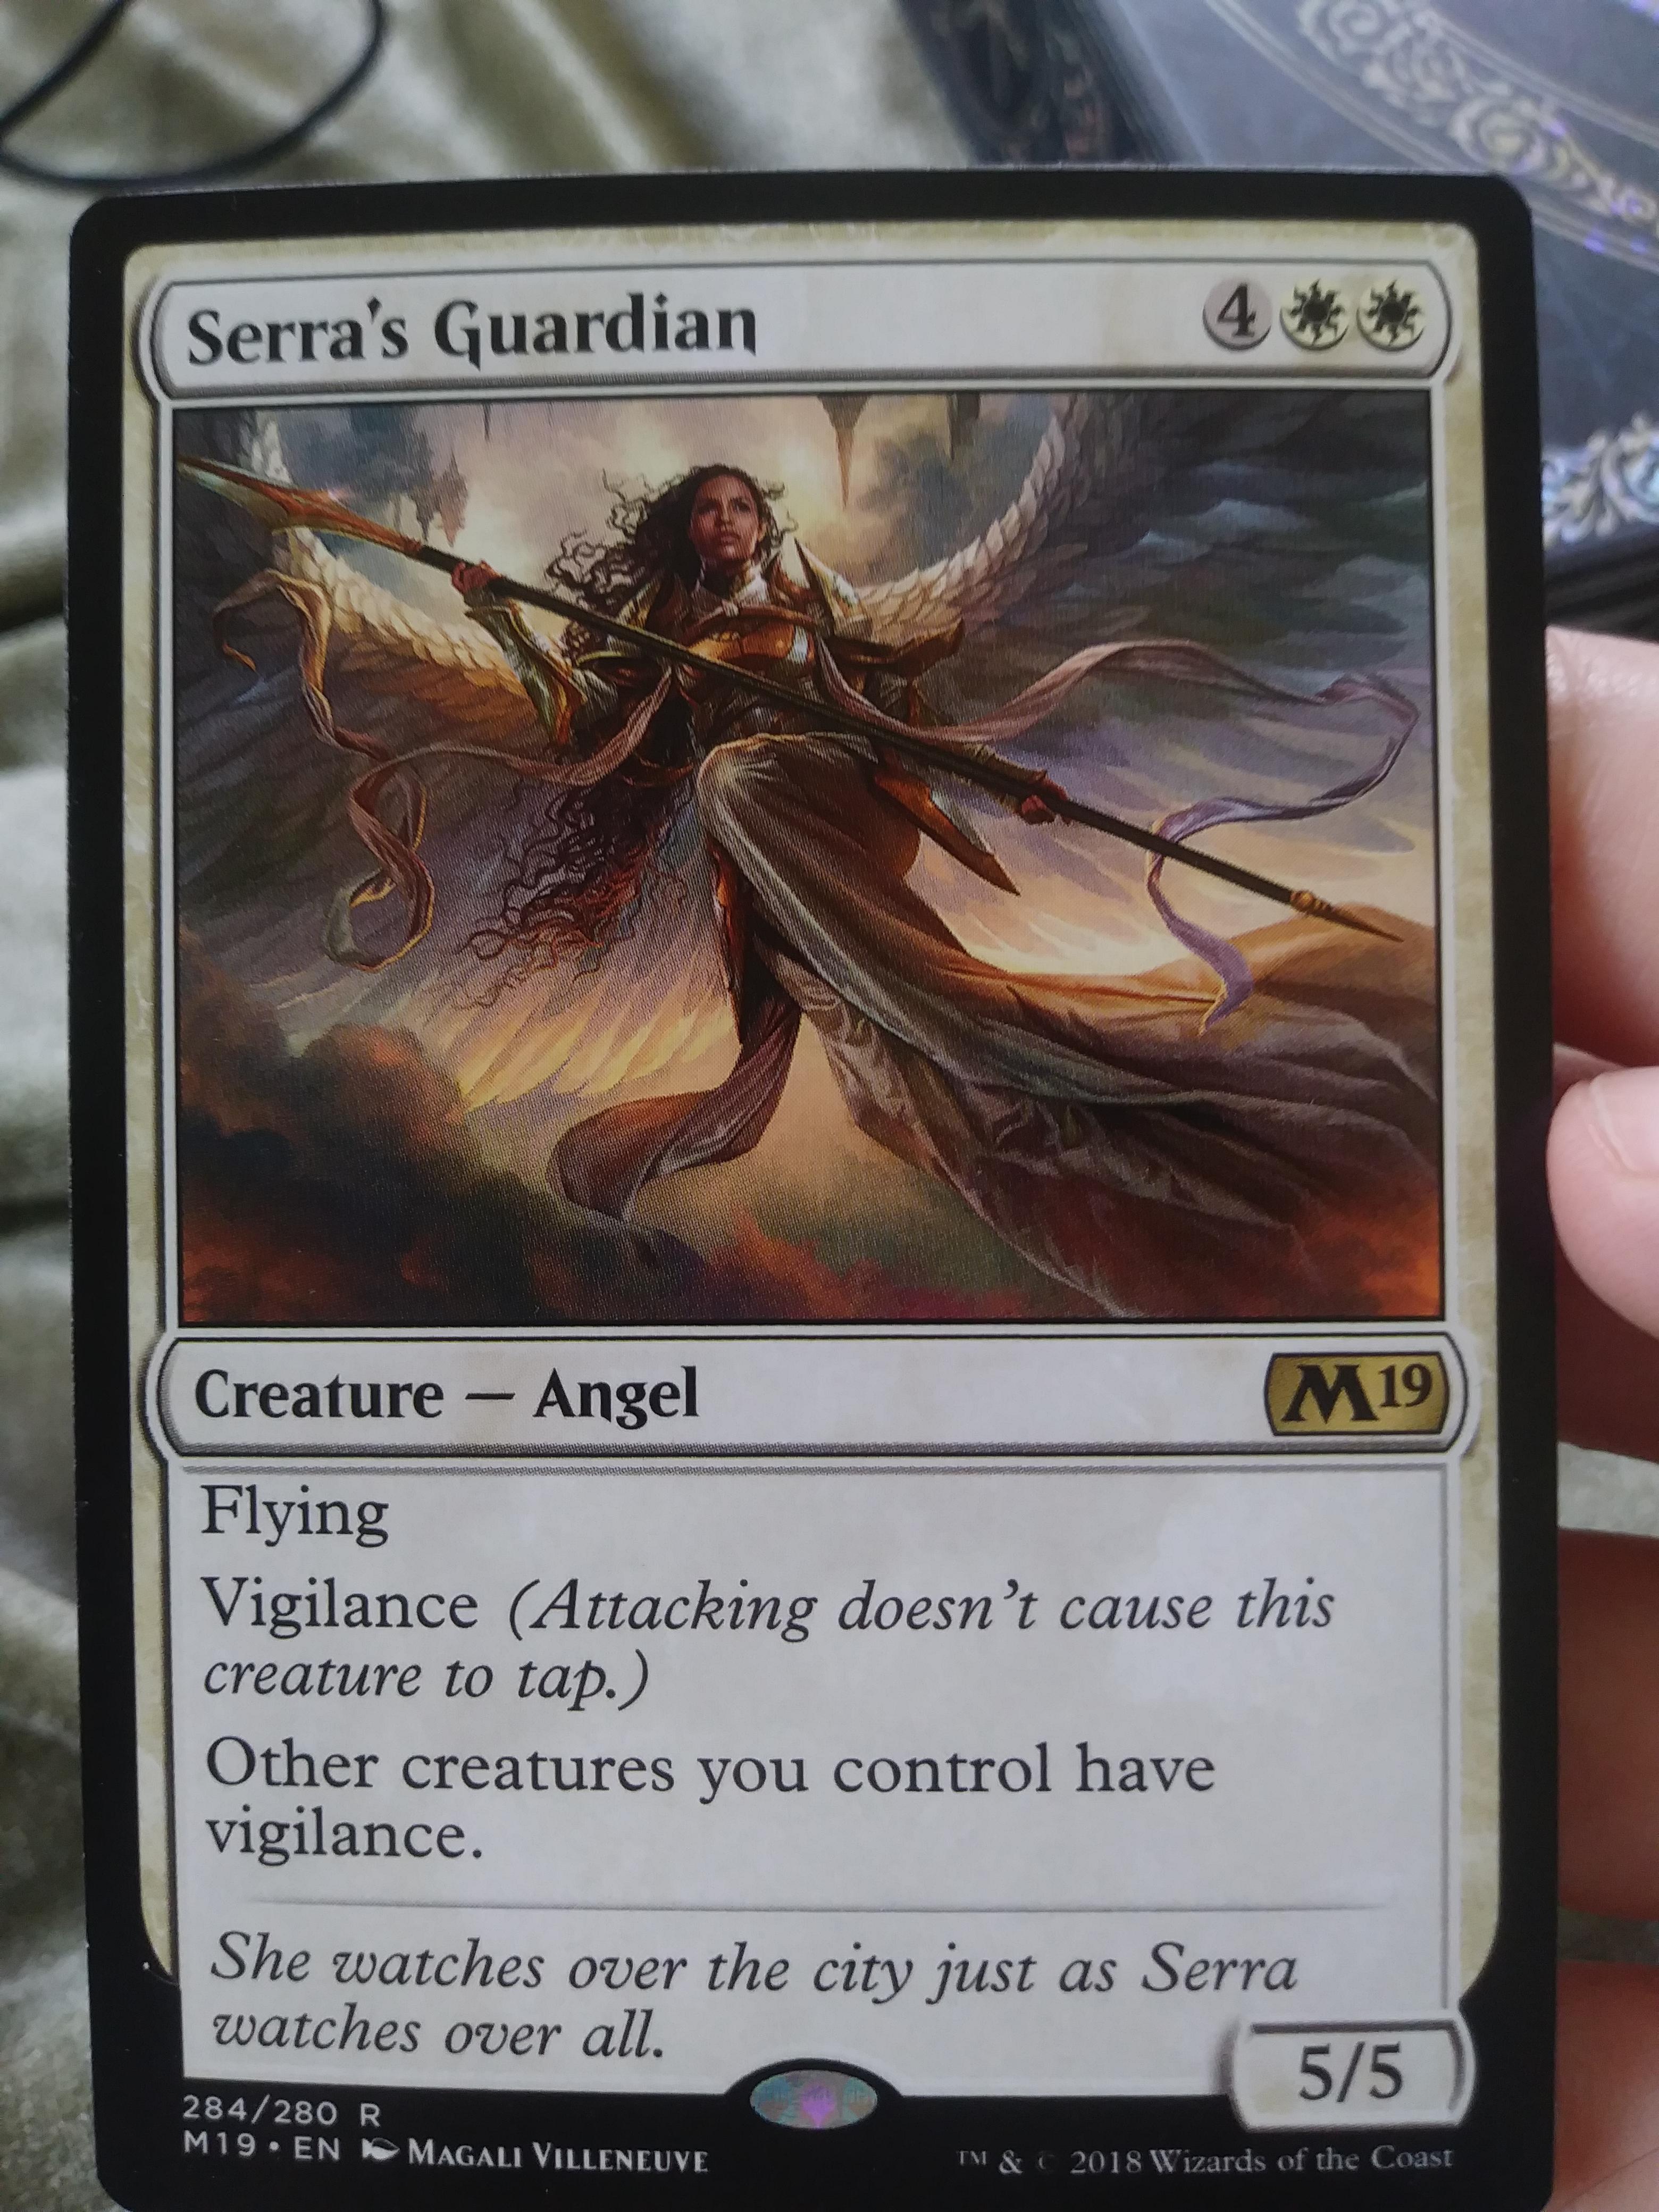 Serra's Guardian 4
Creature — Angel M19
Flying
Vigilance (Attacking doesn't cause this
creature to tap.)
Other creatures you control have
vigilance.
She watches over the city just as Serra
watches over all.
5/5
284/280 R
M19 • EN MAGALI VILLENEUVE
™ & © 2018 Wizards of the Coast